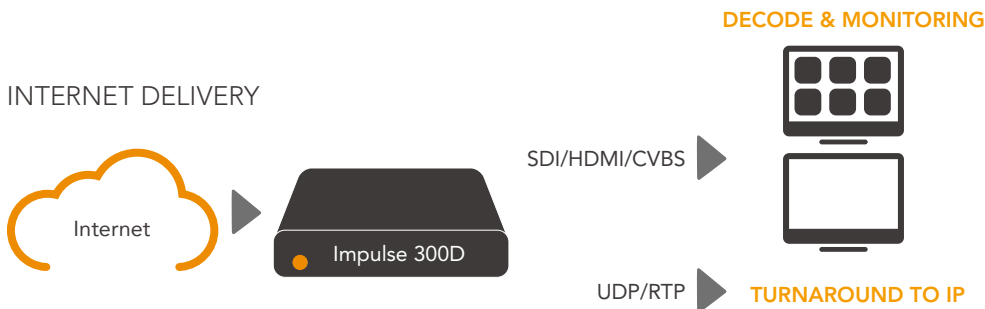 DECODE & MONITORING
INTERNET DELIVERY
SDI/HDMI/CVBS
Internet
Impulse 300D
UDP/RTP
TURNAROUND TO IP